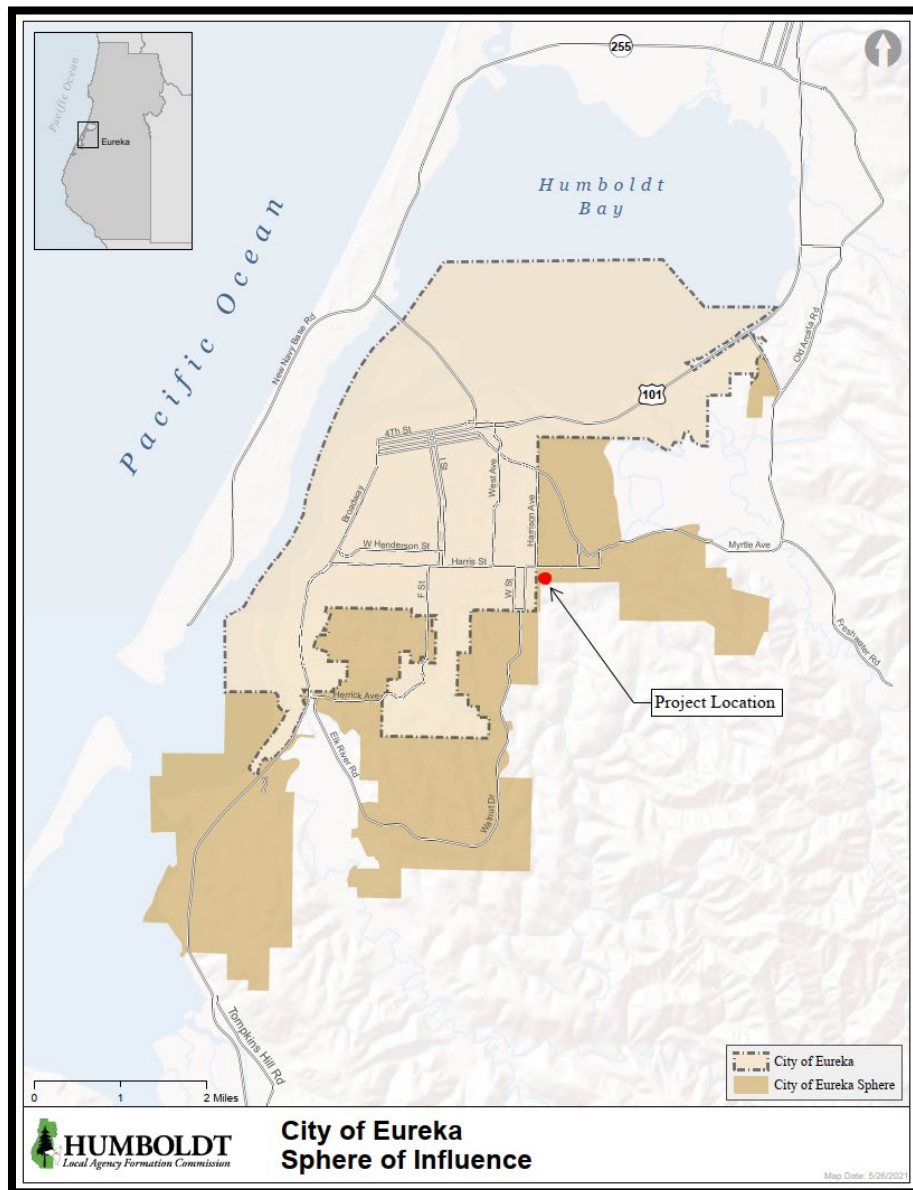 Pacific Ocean
Eureka
255
Humboldt
Bay
Pacific Ocean
New Navy Base Rd
Old Arcata Rd
101
4Th St
I St
West Ave
Broadway
Harrison Ave
W Henderson St
Harris St
Myrtle Ave
F St
W St
Freshwater Rd
Project Location
Herrick Ave
Elk River Rd
Walnut Dr
Tompkins Hill Rd
City of Eureka
City of Eureka Sphere
0 1 2 Miles
HUMBOLDT
Local Agency Formation Commission
City of Eureka
Sphere of Influence
Map Date: 5/26/2021